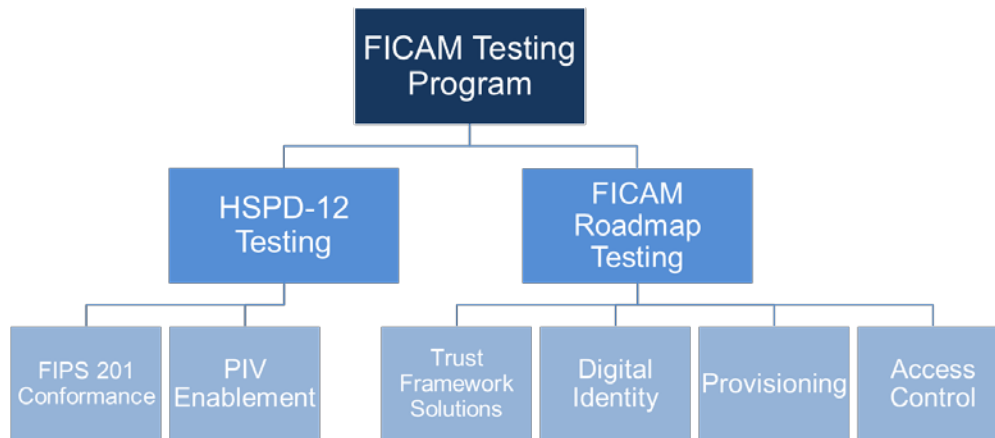 FICAM Testing
Program
HSPD-12
Testing
FICAM
Roadmap
Testing
FIPS 201
Conformance
PIV
Enablement
Trust
Framework
Solutions
Digital
Identity
Provisioning
Access
Control